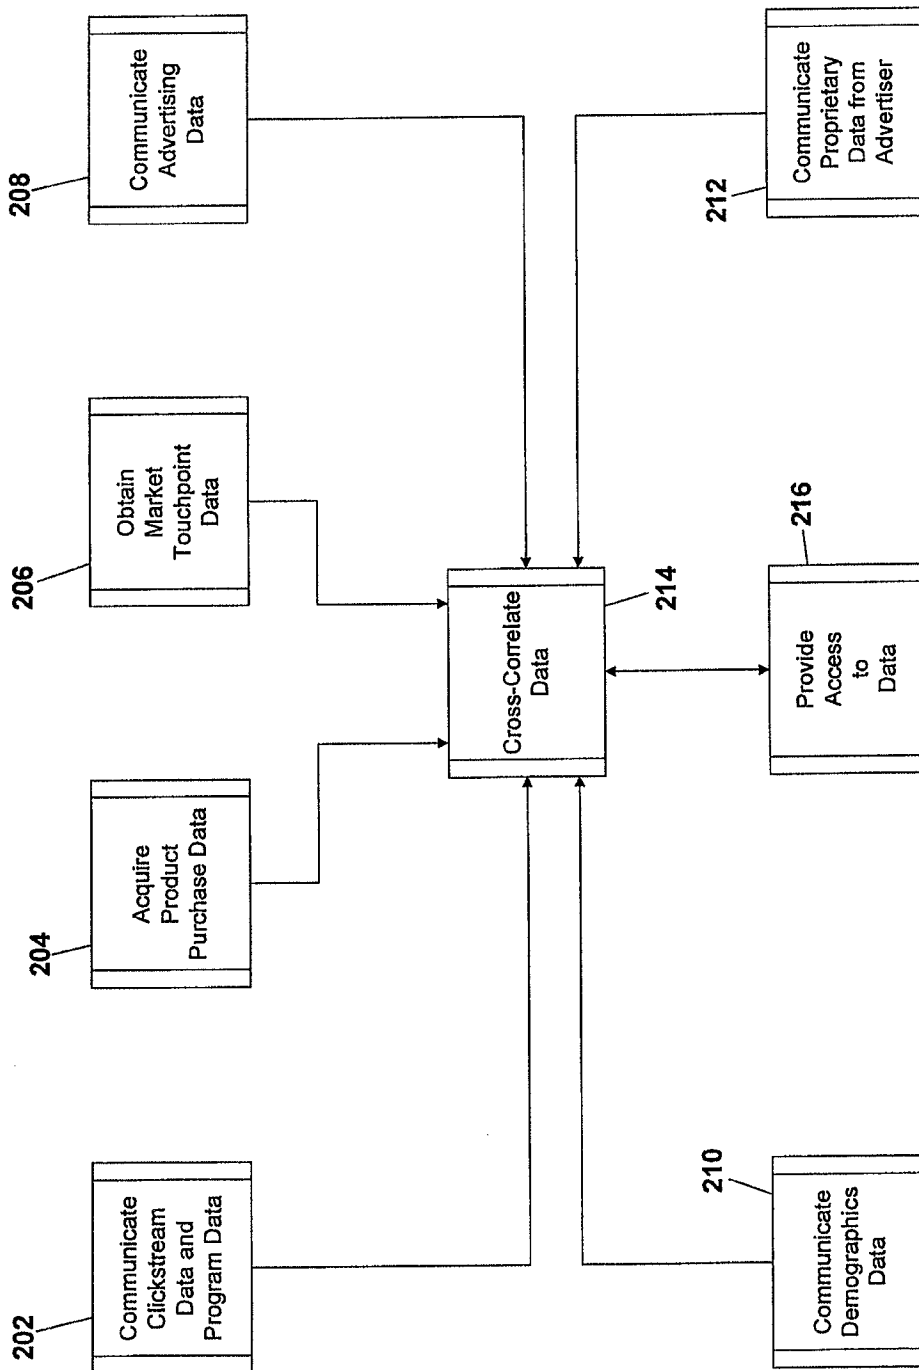 202
Communicate
Clickstream
Data and
Program Data
204
Acquire
Product
Purchase Data
206
Obtain
Market
Touchpoint
Data
208
Communicate
Advertising
Data
Cross-Correlate
Data
214
210
Communicate
Demographics
Data
216
Provide
Access
to
Data
212
Communicate
Proprietary
Data from
Advertiser